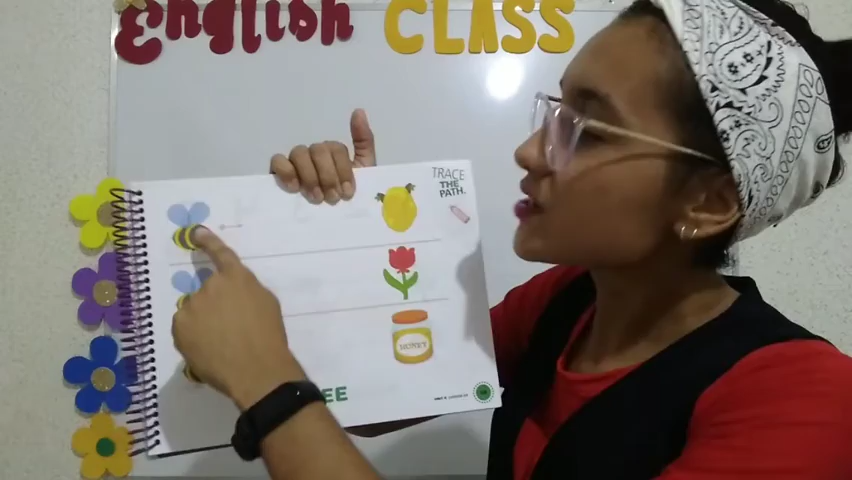 English CLASS
TRACE
THE
PATH.
HONEY
EE